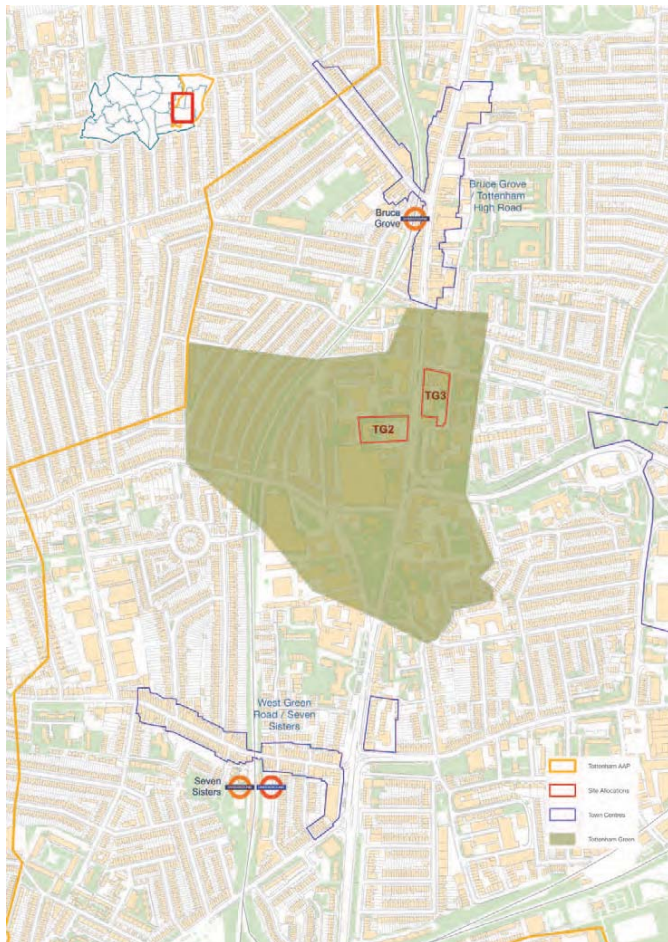 Bruce Grove
/ Tottenham
High Road
Bruce
Grove
TG3
TG2
West Green
Road / Seven
Sisters
Seven
Sisters
Tottenham AAP
Site Allocations
Town Centres
Tottenham Green